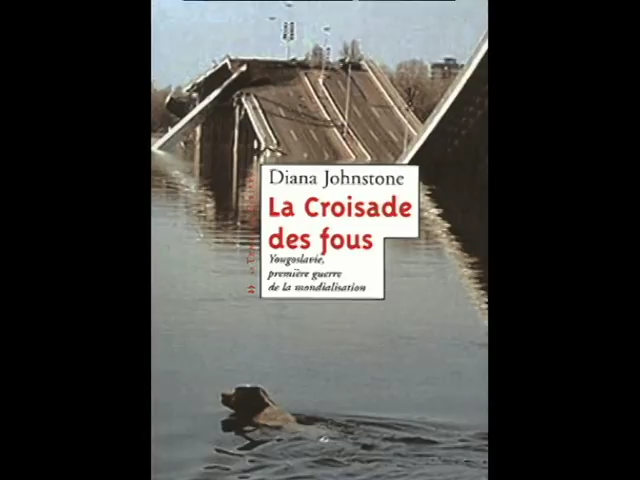 Diana Johnstone
La Croisade
des fous
Yougoslavie,
première guerre
de la mondialisation